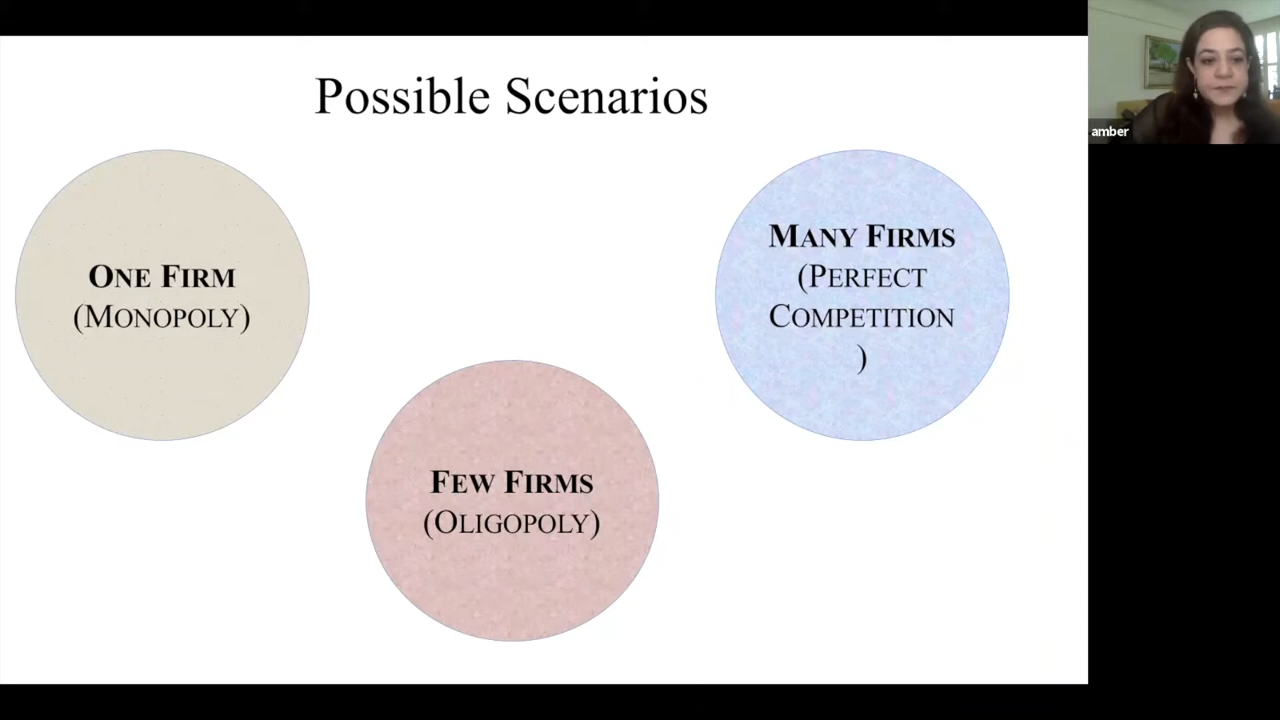 Possible Scenarios
ONE FIRM
(MONOPOLY)
MANY FIRMS
(PERFECT
COMPETITION
)
FEW FIRMS
(OLIGOPOLY)
amber